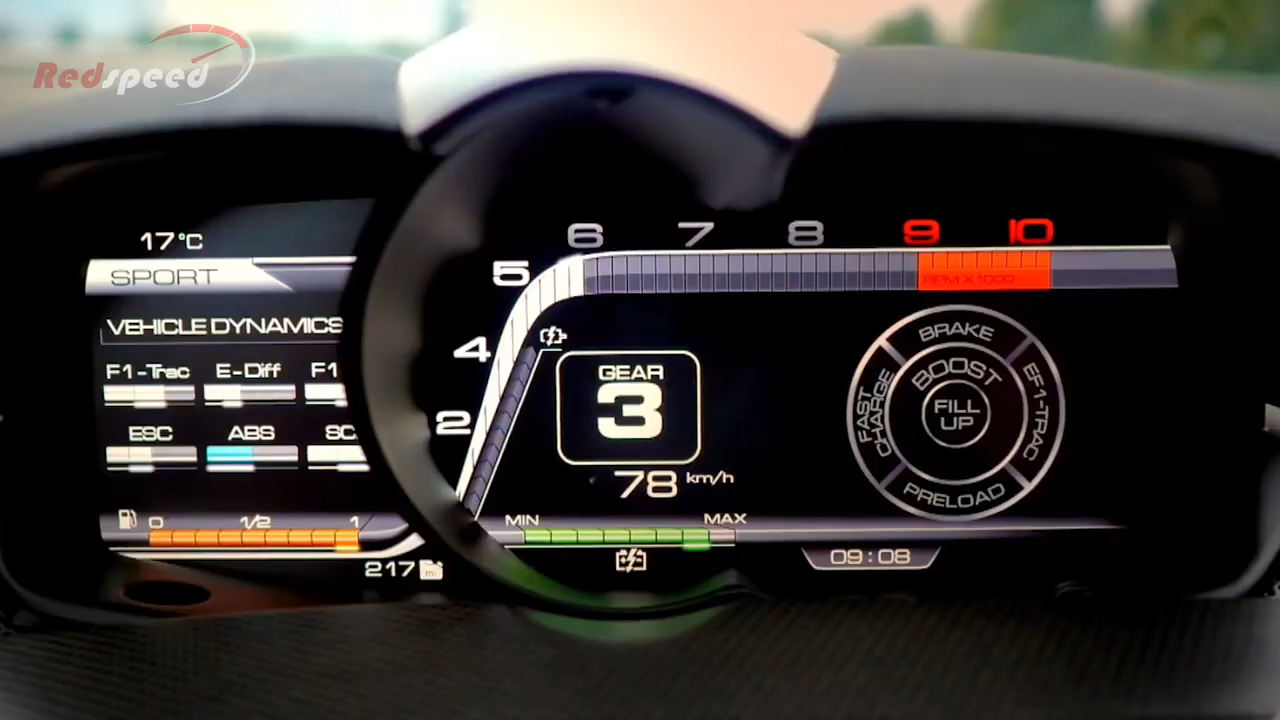 Redspeed
17°C
SPORT
VEHICLE DYNAMICS
F1-Trac E-Diff F1
ESC ABS SC
0 1/2 1
217 mi
2
4
5
6 7 8 9 10
RPM X 1000
GEAR
3
78 km/h
MIN MAX
BRAKE
BOOST
FILL UP
FAST CHARGE
EF1-TRAC
PRELOAD
09:08